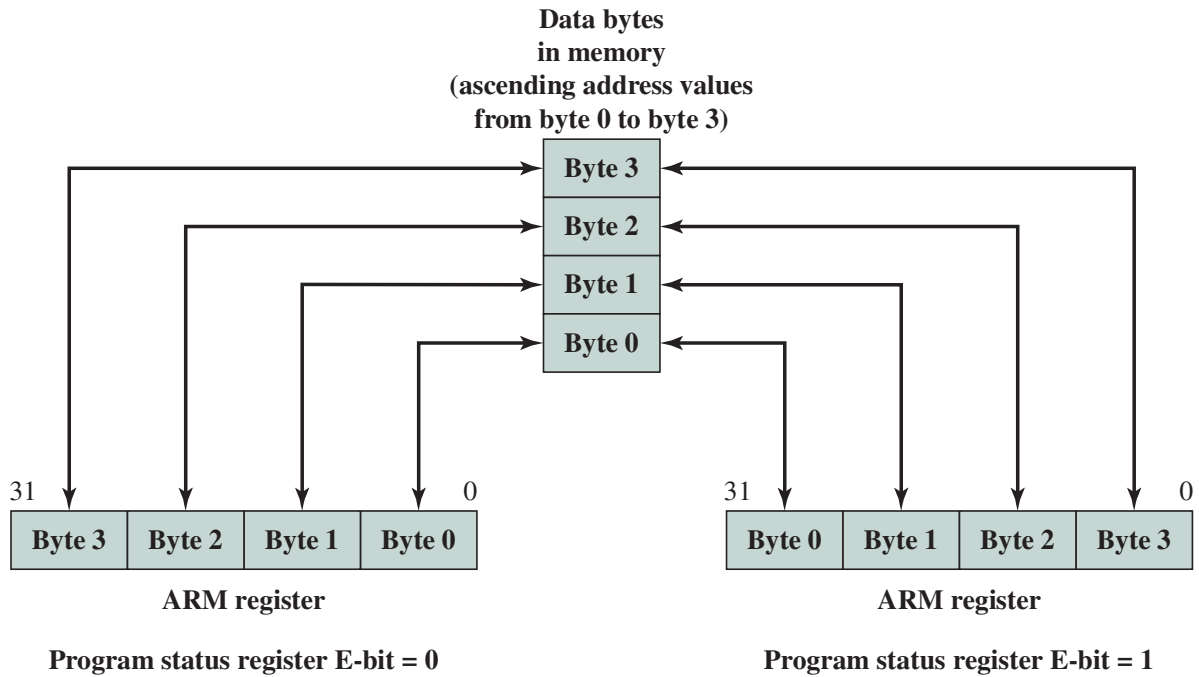 Data bytes
in memory
(ascending address values
from byte 0 to byte 3)
Byte 3
Byte 2
Byte 1
Byte 0
31 0
Byte 3 Byte 2 Byte 1 Byte 0
ARM register
Program status register E-bit = 0
31 0
Byte 0 Byte 1 Byte 2 Byte 3
ARM register
Program status register E-bit = 1